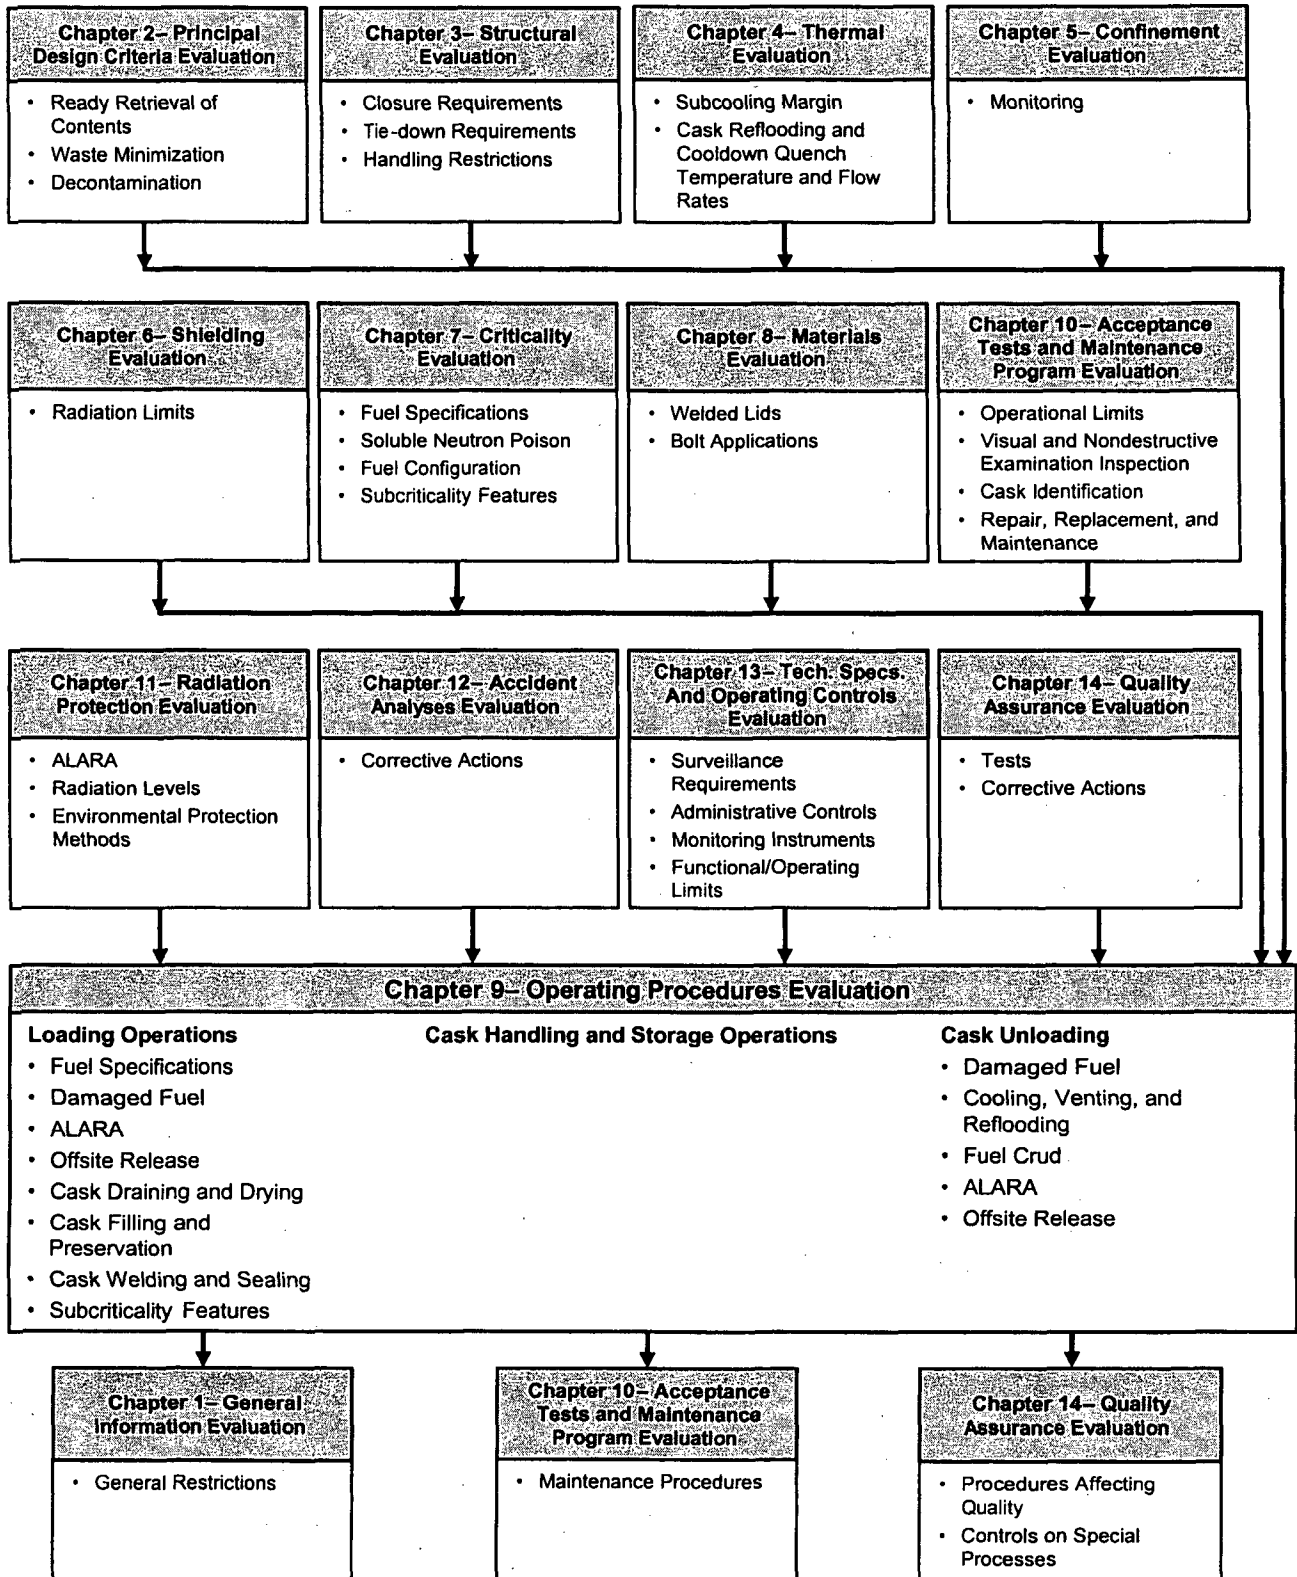 Chapter 2– Principal
Design Criteria Evaluation
• Ready Retrieval of
Contents
• Waste Minimization
• Decontamination
Chapter 3– Structural
Evaluation
• Closure Requirements
• Tie-down Requirements
• Handling Restrictions
Chapter 4– Thermal
Evaluation
• Subcooling Margin
• Cask Reflooding and
Cooldown Quench
Temperature and Flow
Rates
Chapter 5– Confinement
Evaluation
• Monitoring
Chapter 6– Shielding
Evaluation
• Radiation Limits
Chapter 7– Criticality
Evaluation
• Fuel Specifications
• Soluble Neutron Poison
• Fuel Configuration
• Subcriticality Features
Chapter 8– Materials
Evaluation
• Welded Lids
• Bolt Applications
Chapter 10– Acceptance
Tests and Maintenance
Program Evaluation
• Operational Limits
• Visual and Nondestructive
Examination Inspection
• Cask Identification
• Repair, Replacement, and
Maintenance
Chapter 11– Radiation
Protection Evaluation
• ALARA
• Radiation Levels
• Environmental Protection
Methods
Chapter 12– Accident
Analyses Evaluation
• Corrective Actions
Chapter 13– Tech. Specs.
And Operating Controls
Evaluation
• Surveillance
Requirements
• Administrative Controls
• Monitoring Instruments
• Functional/Operating
Limits
Chapter 14– Quality
Assurance Evaluation
• Tests
• Corrective Actions
Chapter 9– Operating Procedures Evaluation
Loading Operations
• Fuel Specifications
• Damaged Fuel
• ALARA
• Offsite Release
• Cask Draining and Drying
• Cask Filling and
Preservation
• Cask Welding and Sealing
• Subcriticality Features
Cask Handling and Storage Operations
Cask Unloading
• Damaged Fuel
• Cooling, Venting, and
Reflooding
• Fuel Crud
• ALARA
• Offsite Release
Chapter 1– General
Information Evaluation
• General Restrictions
Chapter 10– Acceptance
Tests and Maintenance
Program Evaluation
• Maintenance Procedures
Chapter 14– Quality
Assurance Evaluation
• Procedures Affecting
Quality
• Controls on Special
Processes